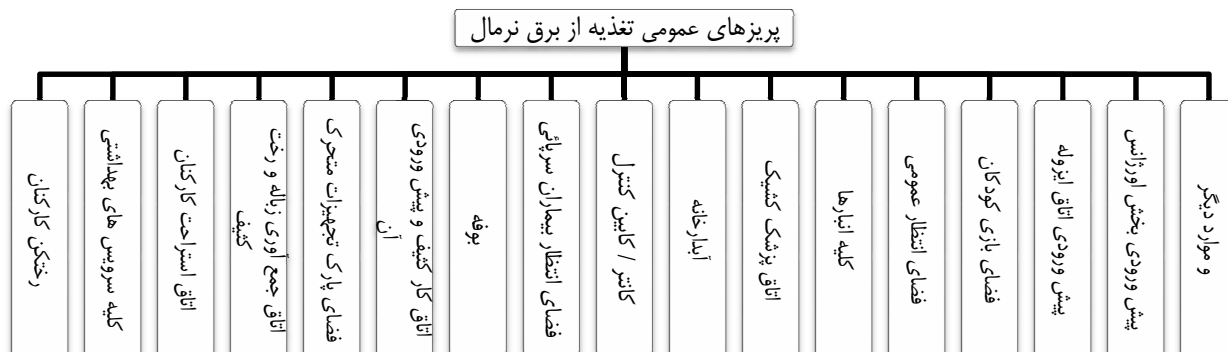 پریزهای عمومی تغذیه از برق نرمال
و موارد دیگر
پیش ورودی بخش اورژانس
پیش ورودی اتاق ایزوله
فضای بازی کودکان
فضای انتظار عمومی
کلیه انبارها
اتاق پزشک کشیک
آبدارخانه
کانتر / کابین کنترل
فضای انتظار بیماران سرپائی
بوفه
اتاق کار کثیف و پیش ورودی
آن
فضای پارک تجهیزات متحرک
اتاق جمع آوری زباله و رخت
کثیف
اتاق استراحت کارکنان
کلیه سرویس های بهداشتی
رختکن کارکنان